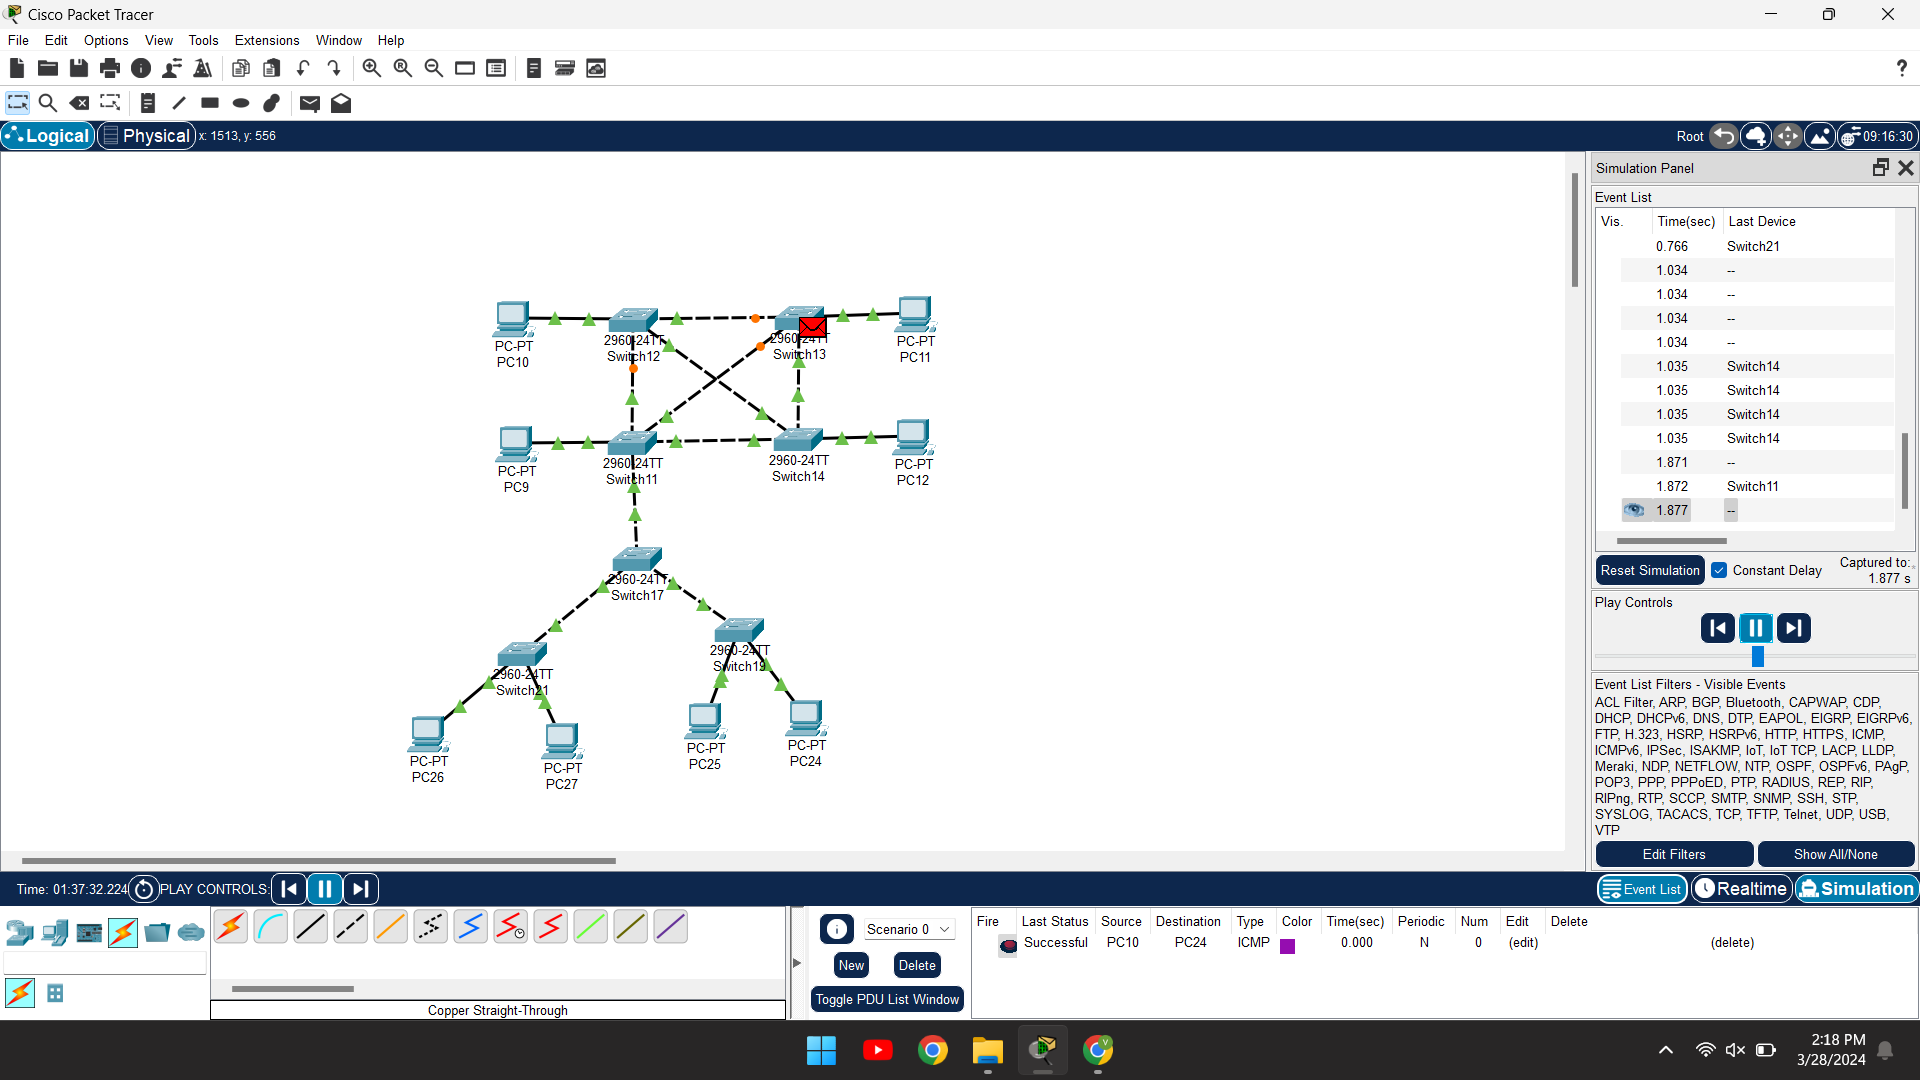 Cisco Packet Tracer
File Edit Options View Tools Extensions Window Help
Logical Physical x: 1513, y: 556 Root 09:16:30
Simulation Panel
Event List
Vis. Time(sec) Last Device
0.766 Switch21
1.034 --
1.034 --
1.034 --
1.034 --
1.035 Switch14
1.035 Switch14
1.035 Switch14
1.035 Switch14
1.871 --
1.872 Switch11
1.877 --
Reset Simulation Constant Delay Captured to:
1.877 s
Play Controls
Event List Filters - Visible Events
ACL Filter, ARP, BGP, Bluetooth, CAPWAP, CDP,
DHCP, DHCPv6, DNS, DTP, EAPOL, EIGRP, EIGRPv6,
FTP, H.323, HSRP, HSRPv6, HTTP, HTTPS, ICMP,
ICMPv6, IPSec, ISAKMP, IoT, IoT TCP, LACP, LLDP,
Meraki, NDP, NETFLOW, NTP, OSPF, OSPFv6, PAgP,
POP3, PPP, PPPoED, PTP, RADIUS, REP, RIP,
RIPng, RTP, SCCP, SMTP, SNMP, SSH, STP,
SYSLOG, TACACS, TCP, TFTP, Telnet, UDP, USB,
VTP
Edit Filters Show All/None
PC-PT
PC10
2960-24TT
Switch12
2960-24TT
Switch13
PC-PT
PC11
PC-PT
PC9
2960-24TT
Switch11
2960-24TT
Switch14
PC-PT
PC12
2960-24TT
Switch17
2960-24TT
Switch19
2960-24TT
Switch21
PC-PT
PC26
PC-PT
PC27
PC-PT
PC25
PC-PT
PC24
Time: 01:37:32.224 PLAY CONTROLS: Event List Realtime Simulation
Copper Straight-Through
Scenario 0
New Delete
Toggle PDU List Window
Fire Last Status Source Destination Type Color Time(sec) Periodic Num Edit Delete
Successful PC10 PC24 ICMP 0.000 N 0 (edit) (delete)
2:18 PM
3/28/2024